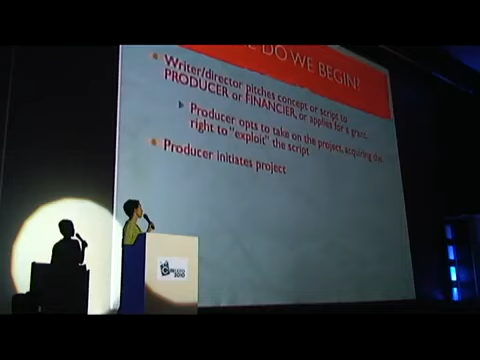 DO WE BEGIN?
Writer/director pitches concept or script to
PRODUCER or FINANCIER, or applies for a grant.
Producer opts to take on the project, acquiring the
right to "exploit" the script
Producer initiates project
2010